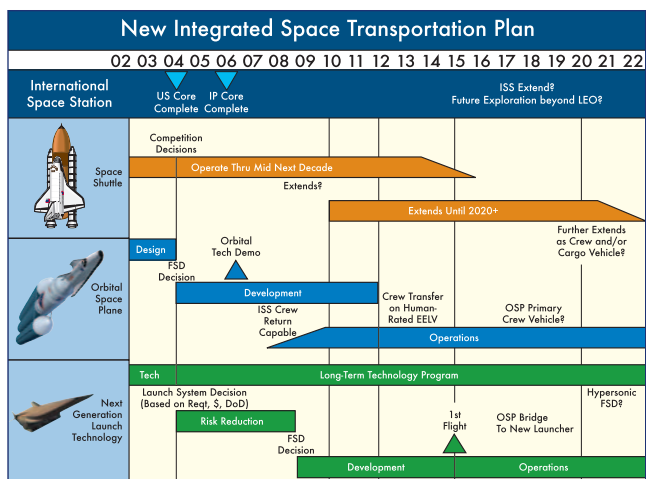 New Integrated Space Transportation Plan
02 03 04 05 06 07 08 09 10 11 12 13 14 15 16 17 18 19 20 21 22
International
Space Station
US Core
Complete
IP Core
Complete
ISS Extend?
Future Exploration beyond LEO?
Space
Shuttle
Competition
Decisions
Operate Thru Mid Next Decade
Extends?
Extends Until 2020+
Further Extends
as Crew and/or
Cargo Vehicle?
Orbital
Space
Plane
Design
FSD
Decision
Orbital
Tech Demo
Development
ISS Crew
Return
Capable
Crew Transfer
on Human-
Rated EELV
OSP Primary
Crew Vehicle?
Operations
Next
Generation
Launch
Technology
Tech
Long-Term Technology Program
Launch System Decision
(Based on Reqt, $, DoD)
Hypersonic
FSD?
Risk Reduction
FSD
Decision
1st
Flight
OSP Bridge
To New Launcher
Development
Operations